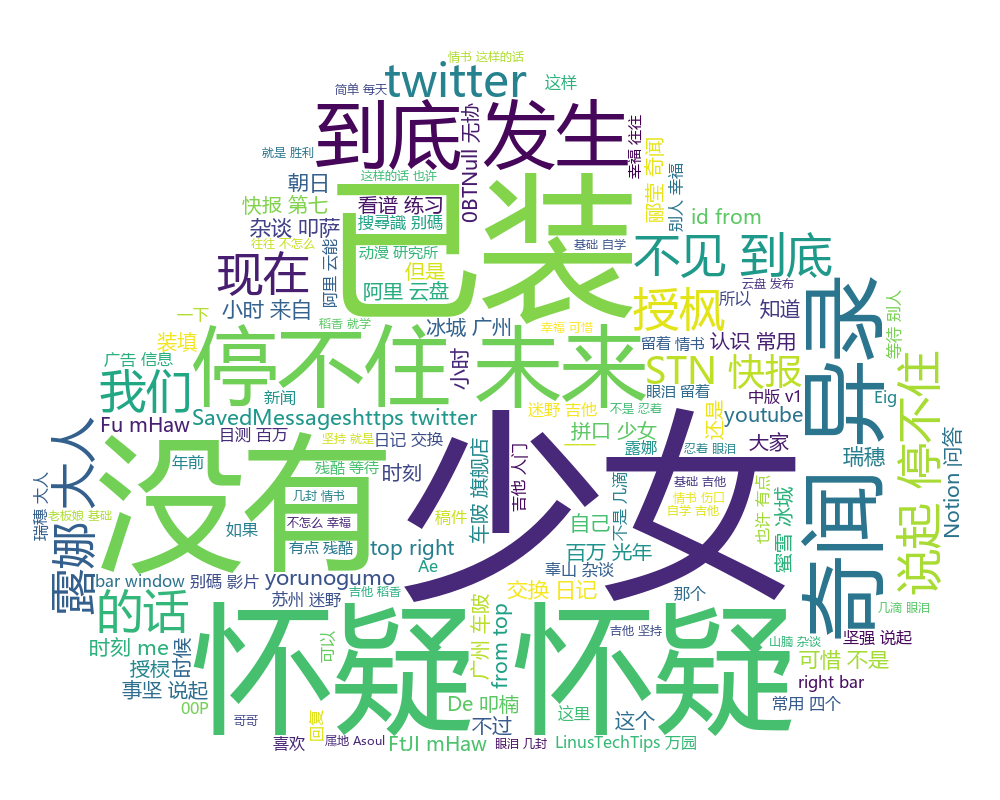 情书 这样的话
twitter
这样
简单 每天
到底 发生
0BTNull 无协
幸福 往往
就是 胜利
朝日
这样的话 也许
已装
快报 第七
看谱 练习
郦莹 奇闻
别人 幸福
id from
杂谈 叩萨
搜尋識 别碼
往往 不怎么
动漫 研究所
基础 自学
不见 到底
现在
阿里 云能
但是
阿里 云盘
云盘 发布
奇闻 异录
小时 来自
授枫
所以
知道
等待 别人
一下
稻香 就学
冰城 广州
幸福 可惜
留着 情书
认识 常用
装填
停不住 未来
小时
广告 信息
我们
STN 快报
说起 停不住
新闻
眼泪 留着
中版 v1
Eig
Fu mHaw
SavedMessageshttps twitter
迷野 吉他
不是 忍着
还是
youtube
露娜 大人
目测 百万
坚持 就是
日记 交换
拼口 少女
一一
露娜
忍着 眼泪
大家
瑞穗
Notion 问答
没有
少女
年前
残酷 等待
时刻
车陂 旗舰店
吉他 入门
基础 吉他
情书 伤口
自学 吉他
也许 有点
蜜雪 冰城
瑞穗 大人
老板娘 基础
几封 情书
稿件
自己
不是 几滴
如果
不怎么 幸福
有点 残酷
top right
Ae
百万 光年
辜山 杂谈
bar window
别碼 影片
yorunogumo
交换 日记
那个
苏州 迷野
吉他 稻香
的话
怀疑 怀疑
几滴 眼泪
时刻 me
时候
可以
广州 车陂
from top
吉他 坚持
山腩 杂谈
坚强 说起
授棂
可惜 不是
事坚 说起
right bar
00P
De 叩楠
这里
常用 四个
哥哥
回复
不过
这个
喜欢
属地 Asoul
FtJI mHaw
眼泪 几封
LinusTechTips 万园